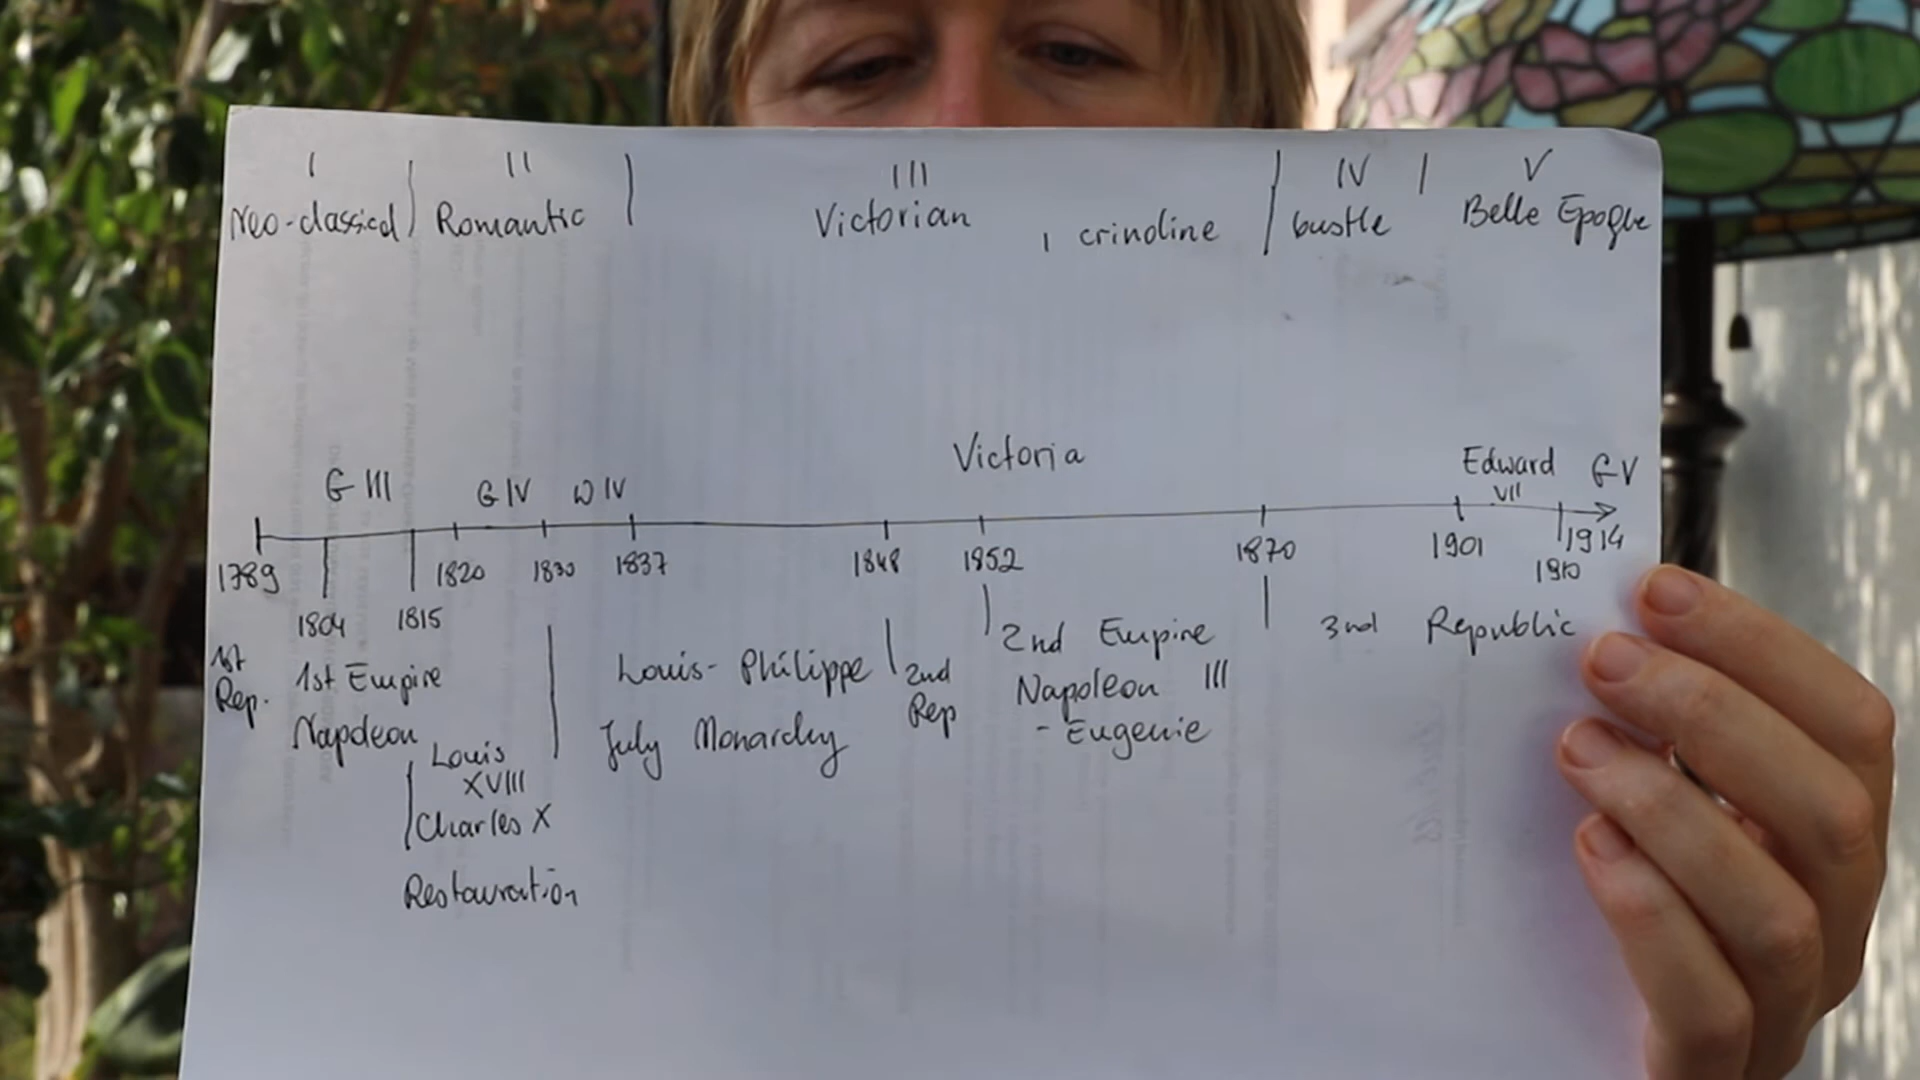 I II III IV V
Neo-classical Romantic Victorian crinoline bustle Belle Epoque
Victoria
G III G IV W IV Edward VII G V
1789 1804 1815 1820 1830 1837 1848 1852 1870 1901 1910 1914
1st
Rep.
1st Empire
Napoleon
Louis
XVIII
Charles X
Restauration
Louis-Philippe
July Monarchy
2nd
Rep
2nd Empire
Napoleon III
- Eugenie
3nd Republic